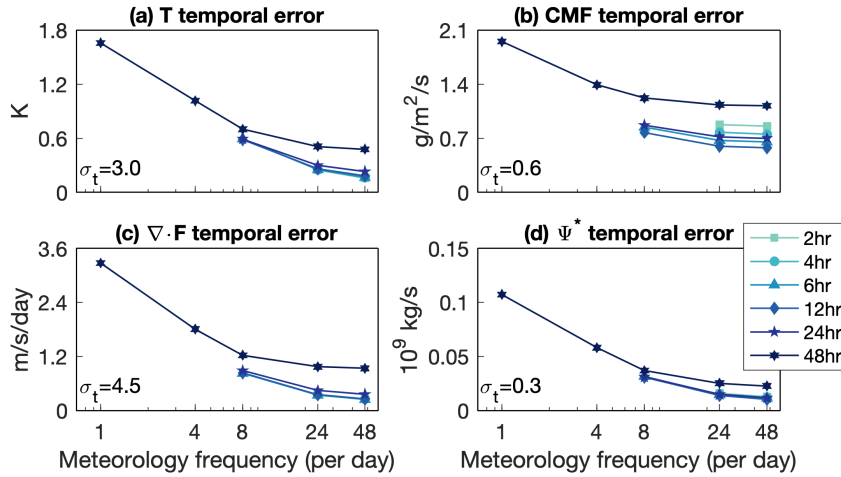 (a) T temporal error
1.8
1.2
0.6
0
K
σt=3.0
(b) CMF temporal error
2.1
1.4
0.7
0
g/m²/s
σt=0.6
(c) ∇·F temporal error
3.6
2.4
1.2
0
m/s/day
σt=4.5
1 4 8 24 48
Meteorology frequency (per day)
(d) Ψ* temporal error
0.15
0.1
0.05
0
10⁹ kg/s
σt=0.3
1 4 8 24 48
Meteorology frequency (per day)
2hr
4hr
6hr
12hr
24hr
48hr